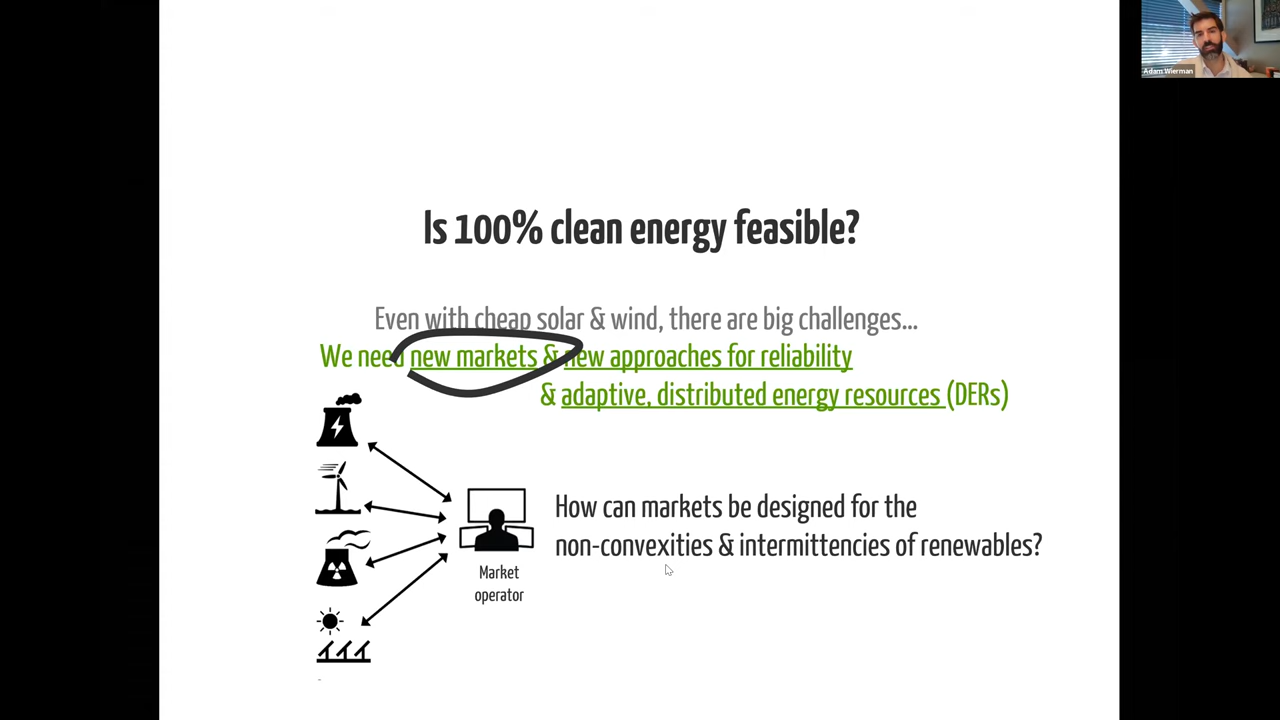 Adam Wierman
Is 100% clean energy feasible?
Even with cheap solar & wind, there are big challenges...
We need new markets & new approaches for reliability
& adaptive, distributed energy resources (DERs)
How can markets be designed for the
non-convexities & intermittencies of renewables?
Market
operator